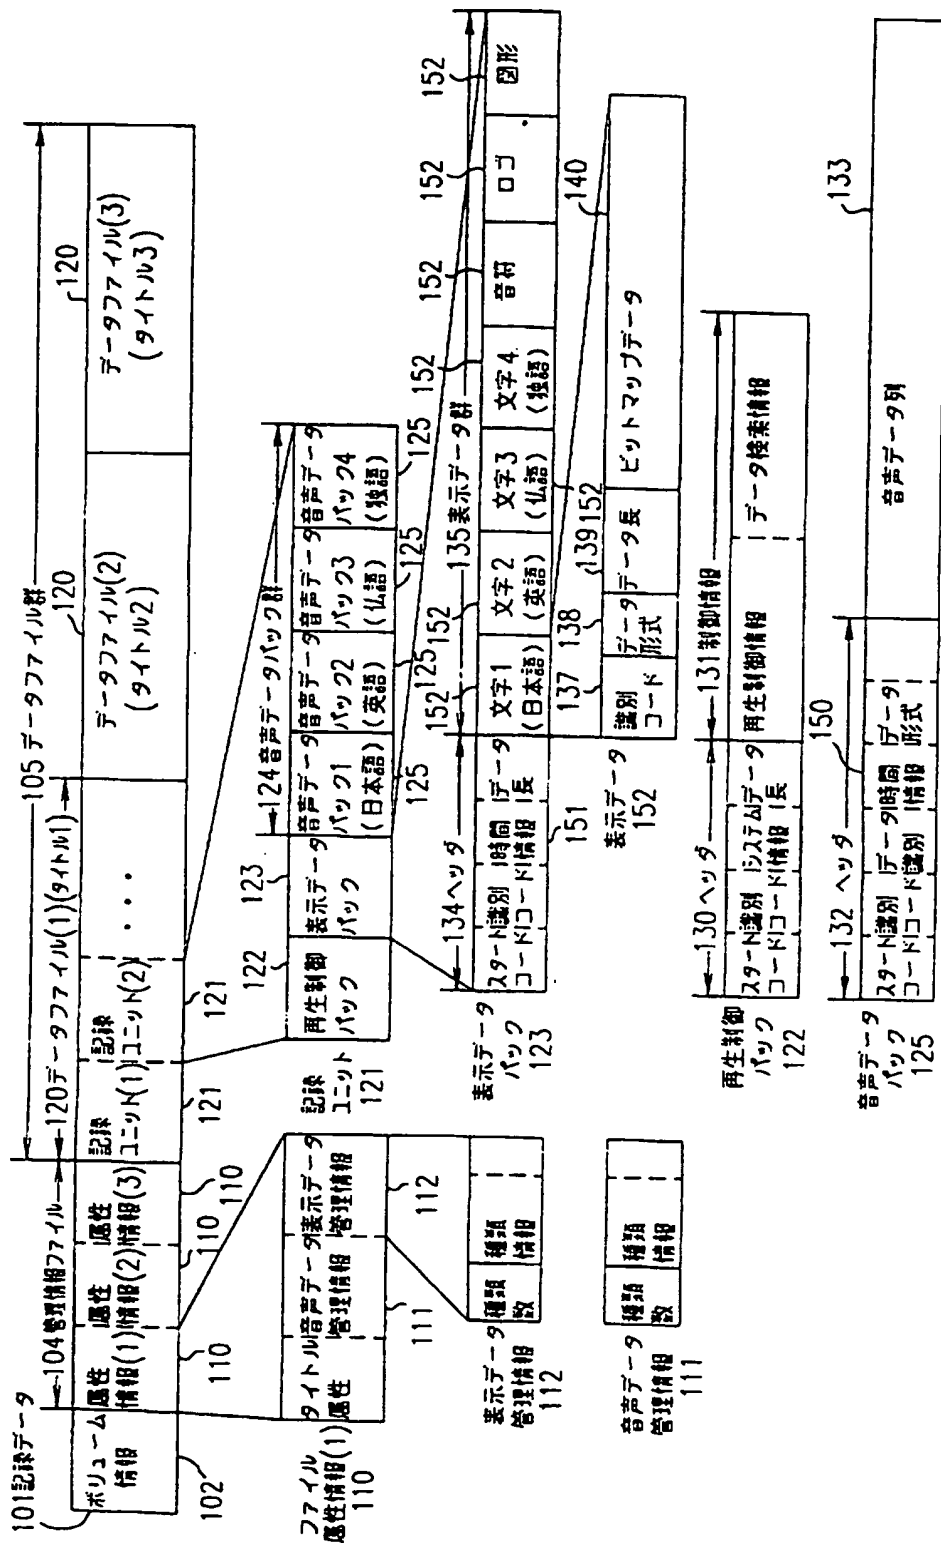 101記録データ
ボリューム
情報
102
104管理情報ファイル
属性
情報(1)
110
属性
情報(2)
110
属性
情報(3)
110
105データファイル群
120データファイル(1)(タイトル1)
記録
ユニット(1)
121
記録
ユニット(2)
121
・・・
データファイル(2)
(タイトル2)
120
データファイル(3)
(タイトル3)
120
ファイル
属性情報(1)
110
タイトル
属性
音声データ
管理情報
111
表示データ
管理情報
112
記録
ユニット
121
再生制御
パック
122
表示データ
パック
123
124音声データパック群
音声データ
パック1
(日本語)
125
音声データ
パック2
(英語)
125
音声データ
パック3
(仏語)
125
音声データ
パック4
(独語)
125
表示データ
管理情報
112
種類
数
種類
情報
表示データ
パック
123
134ヘッダ
スタート
コード
識別
コード
時間
情報
データ
長
151
135表示データ群
文字1
(日本語)
152
文字2
(英語)
152
文字3
(仏語)
152
文字4
(独語)
152
音符
152
ロゴ
152
図形
152
表示データ
152
識別
コード
137
データ
形式
138
データ長
139
ビットマップデータ
140
音声データ
管理情報
111
種類
数
種類
情報
再生制御
パック
122
130ヘッダ
スタート
コード
識別
コード
システム
情報
データ
長
131制御情報
再生制御情報
データ検索情報
音声データ
パック
125
132ヘッダ
スタート
コード
識別
コード
データ
識別
時間
情報
データ
形式
150
音声データ列
133